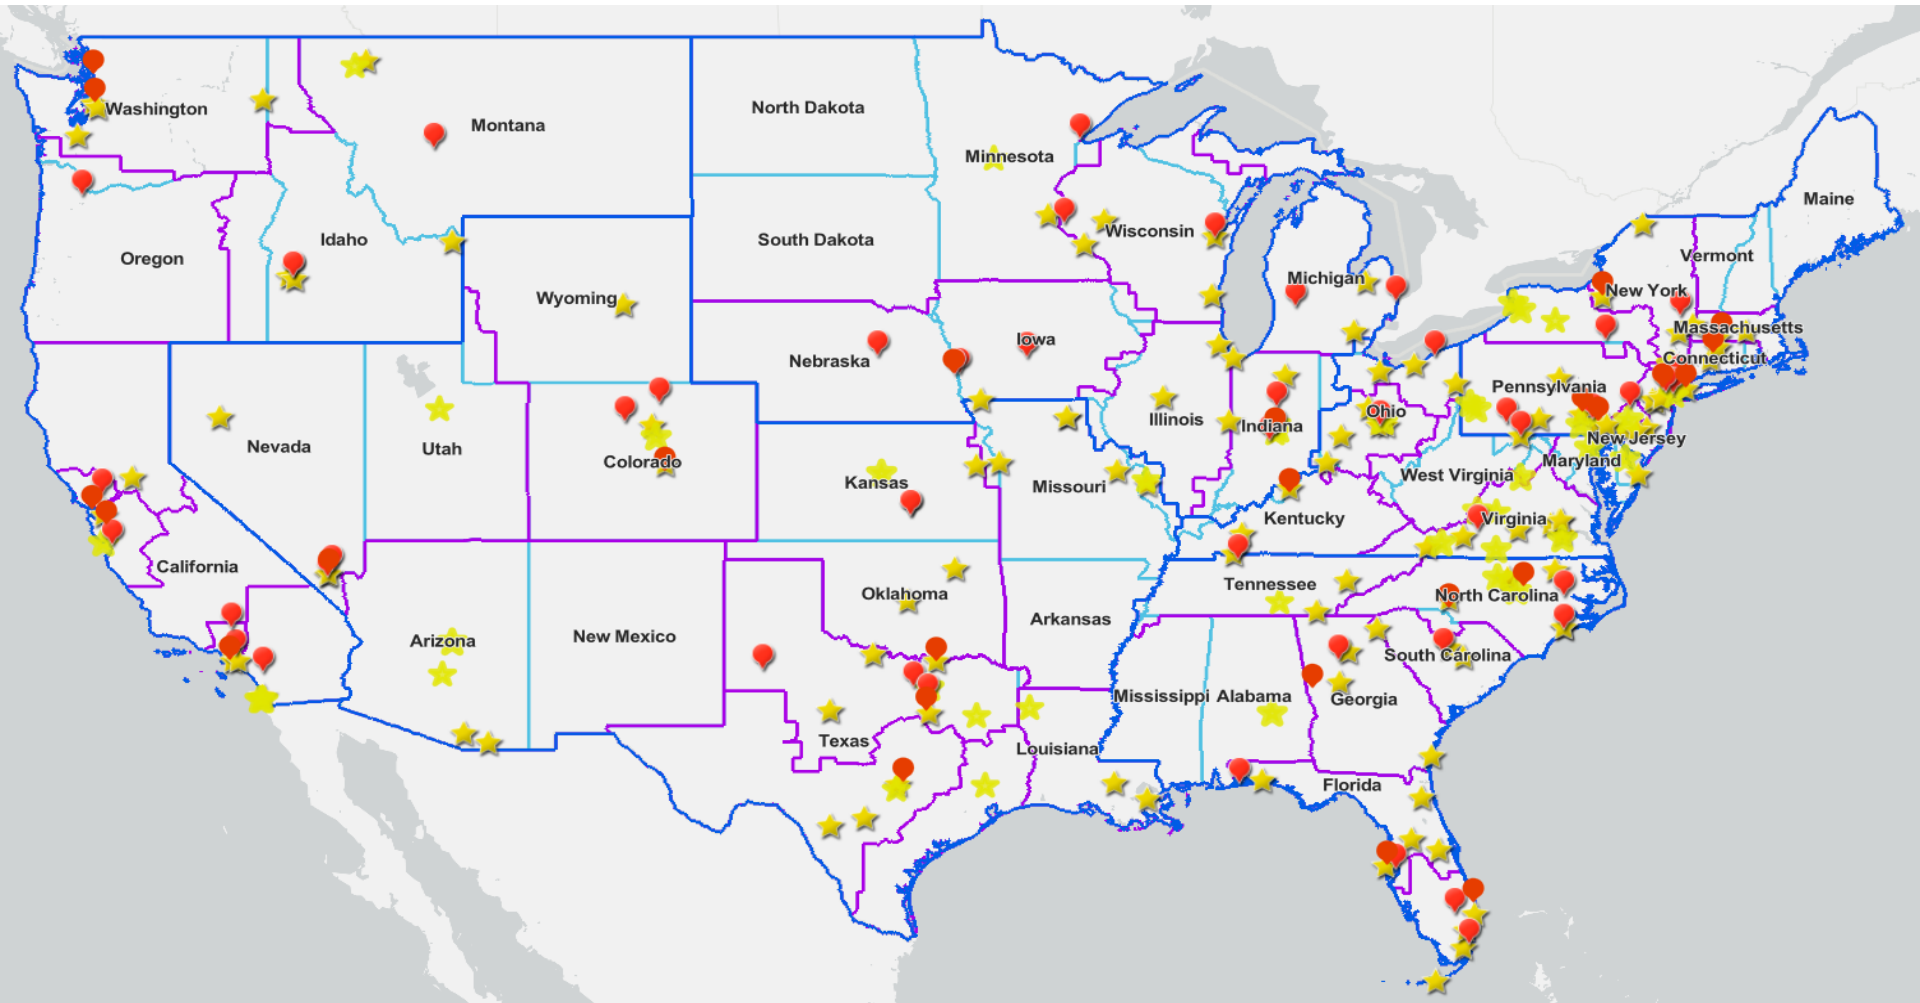 Washington
Montana
North Dakota
Minnesota
Maine
Oregon
Idaho
South Dakota
Wisconsin
Vermont
Wyoming
Michigan
New York
Massachusetts
Nebraska
Iowa
Connecticut
Pennsylvania
Nevada
Utah
Colorado
Illinois
Indiana
Ohio
New Jersey
Kansas
Missouri
West Virginia
Maryland
Kentucky
Virginia
California
Oklahoma
Tennessee
North Carolina
Arizona
New Mexico
Arkansas
South Carolina
Mississippi
Alabama
Georgia
Texas
Louisiana
Florida